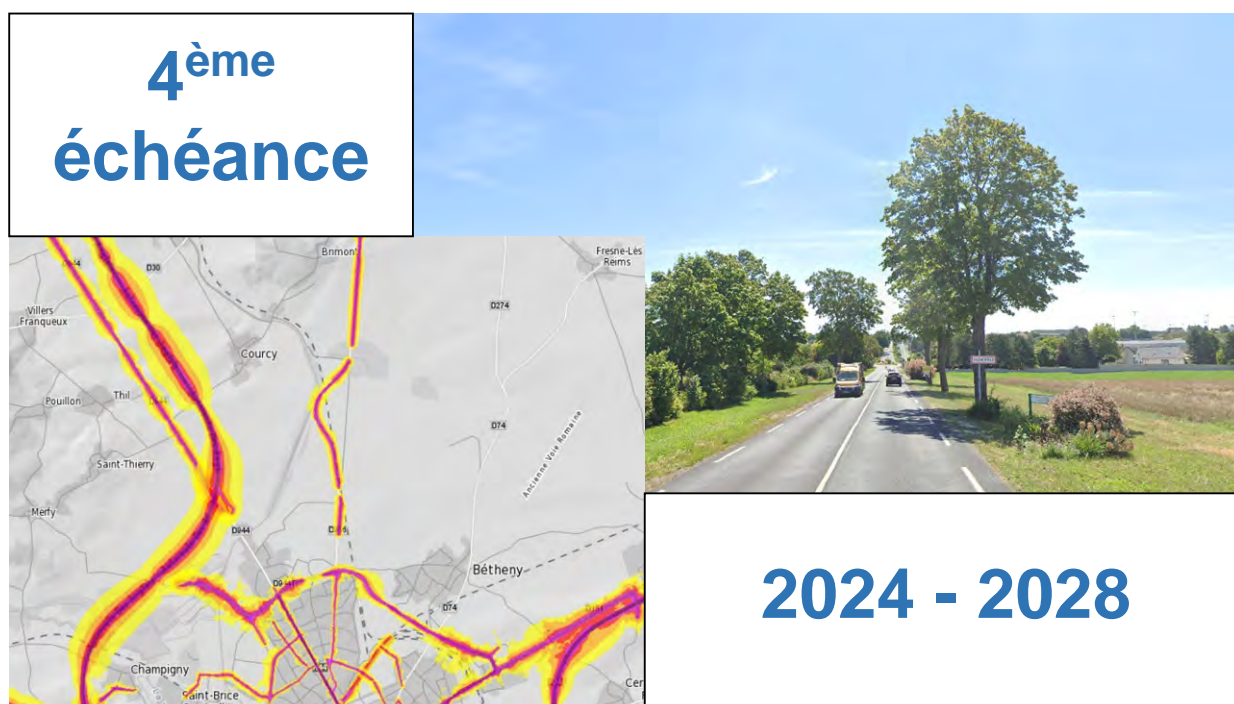 4ème
échéance
Brimont
Fresne-Lès
Reims
D30
Villers
Franqueux
D274
Courcy
Thil
Pouillon
D74
Ancienne Voie Romaine
Saint-Thierry
Merfy
D944
Bétheny
D74
Champigny
Saint-Brice
2024 - 2028